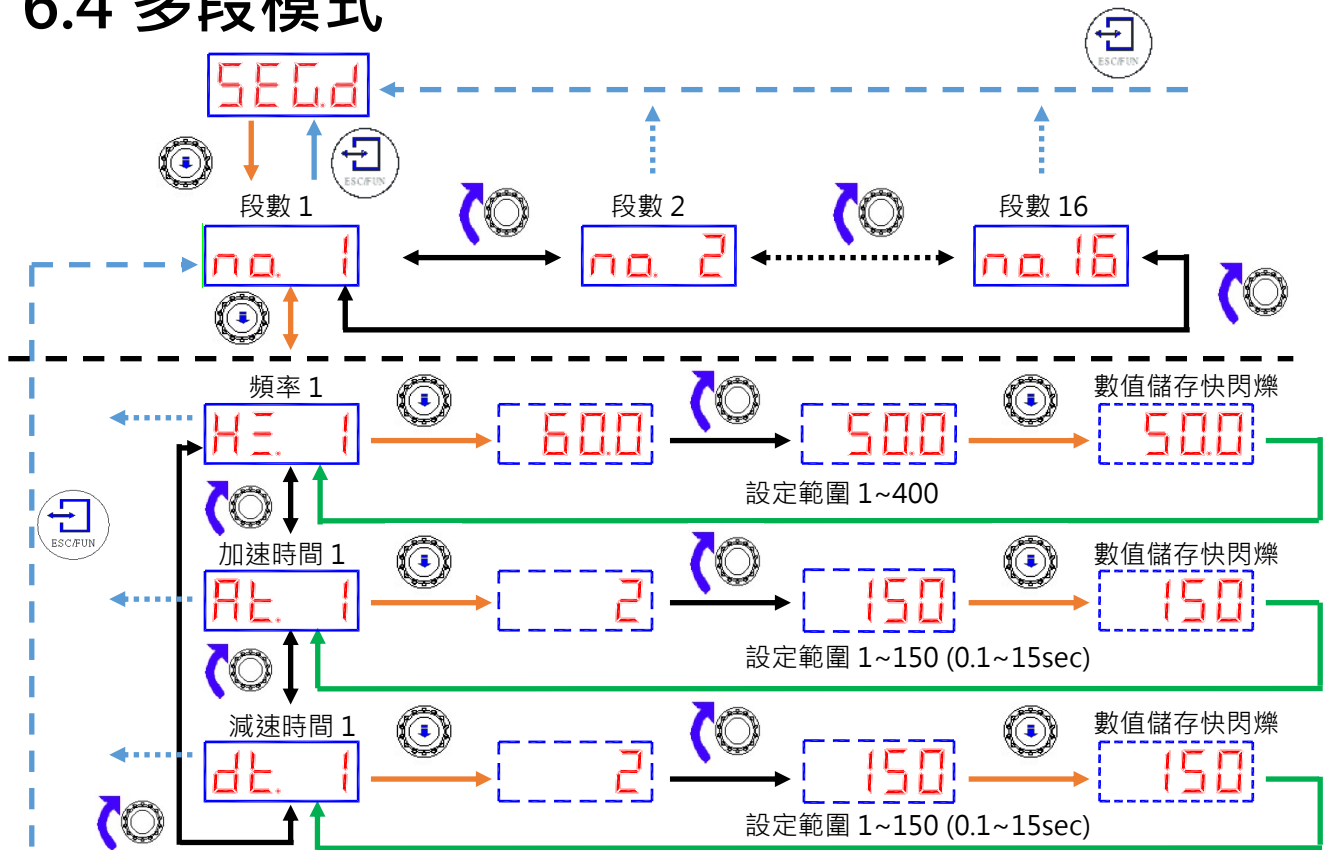 6.4 多段模式
ESC/FUN
SEG.d
ESC/FUN
段數 1
段數 2
段數 16
no. 1
no. 2
no.16
頻率 1
數值儲存快閃爍
H=. 1
60.0
50.0
50.0
設定範圍 1~400
ESC/FUN
加速時間 1
數值儲存快閃爍
At. 1
2
150
150
設定範圍 1~150 (0.1~15sec)
減速時間 1
數值儲存快閃爍
dt. 1
2
150
150
設定範圍 1~150 (0.1~15sec)